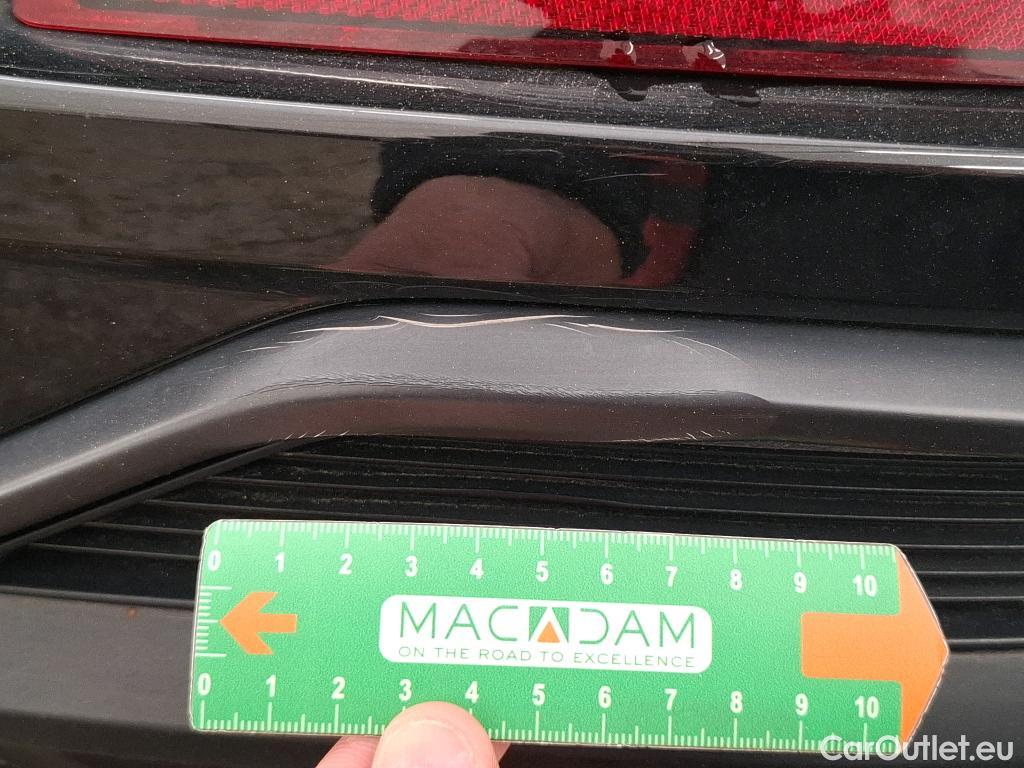 0 1 2 3 4 5 6 7 8 9 10
MACADAM
ON THE ROAD TO EXCELLENCE
0 1 2 3 4 5 6 7 8 9 10
CarOutlet.eu